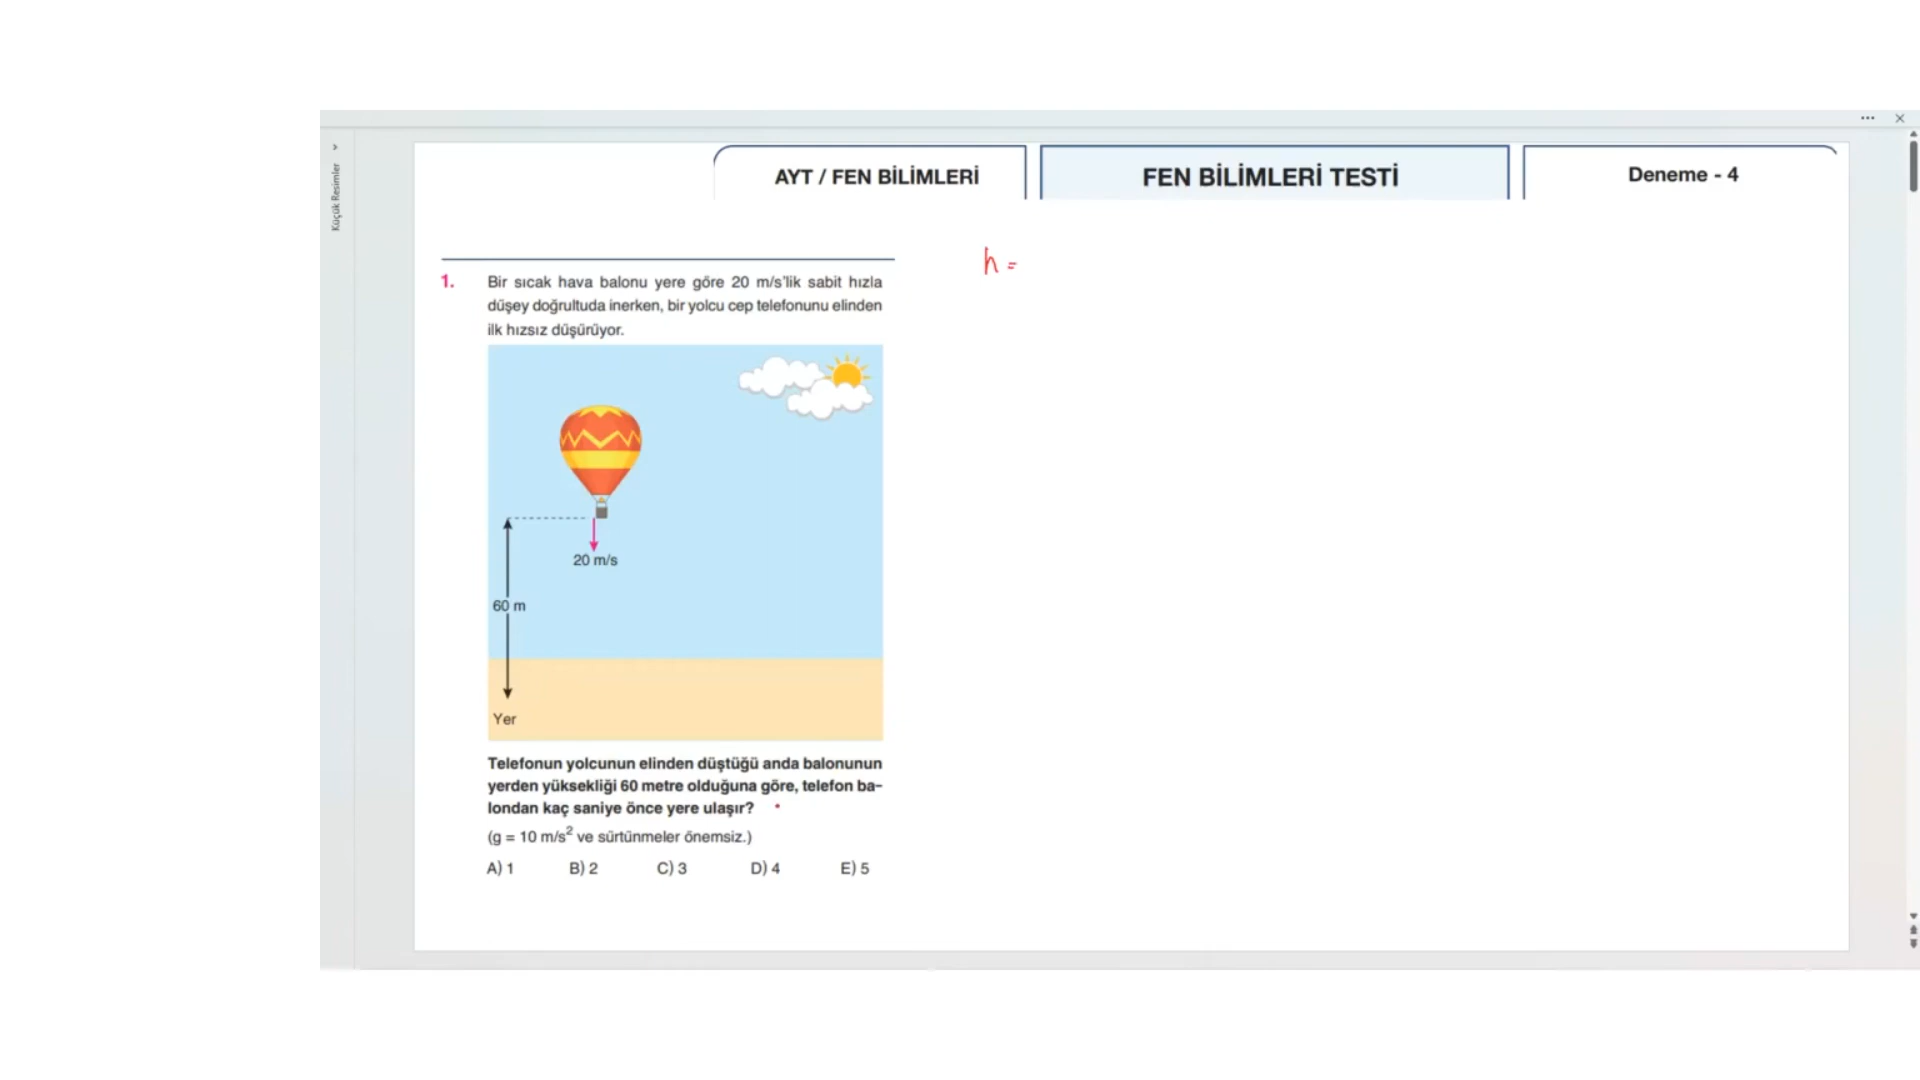 Küçük Resimler
AYT / FEN BİLİMLERİ
FEN BİLİMLERİ TESTİ
Deneme - 4
h =
1. Bir sıcak hava balonu yere göre 20 m/s'lik sabit hızla
düşey doğrultuda inerken, bir yolcu cep telefonunu elinden
ilk hızsız düşürüyor.
20 m/s
60 m
Yer
Telefonun yolcunun elinden düştüğü anda balonunun
yerden yüksekliği 60 metre olduğuna göre, telefon ba-
londan kaç saniye önce yere ulaşır?
(g = 10 m/s² ve sürtünmeler önemsiz.)
A) 1 B) 2 C) 3 D) 4 E) 5